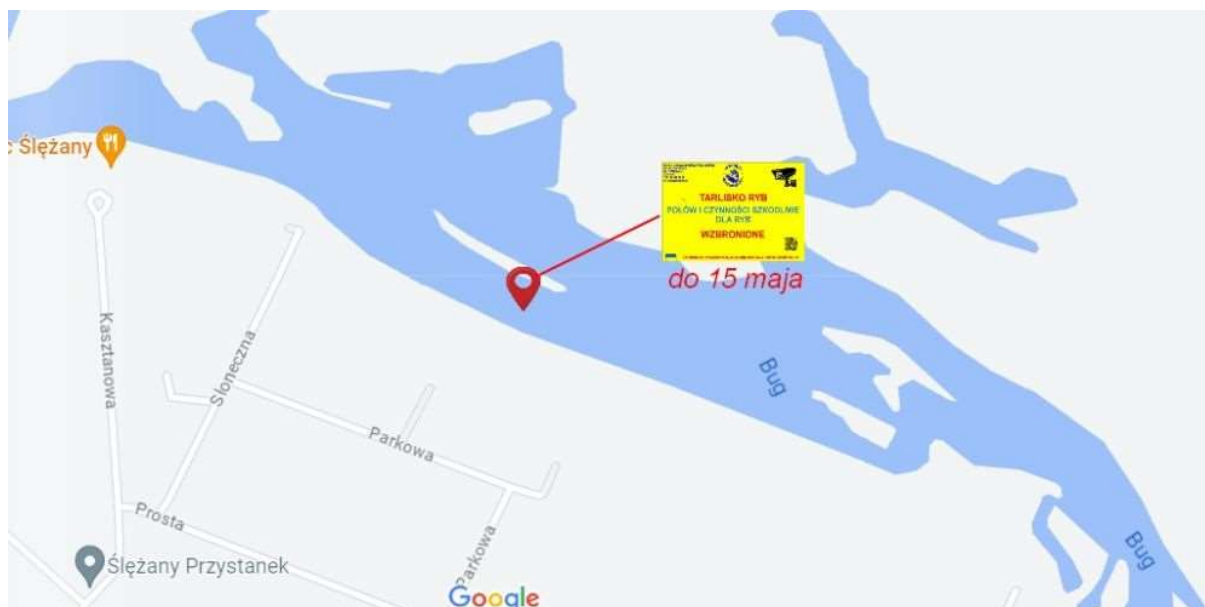 Ślężany
TARLISKO RYB
POŁÓW I CZYNNOŚCI SZKODLIWE
DLA RYB
WZBRONIONE
do 15 maja
Kasztanowa
Słoneczna
Bug
Parkowa
Prosta
Parkowa
Bug
Ślężany Przystanek
Google